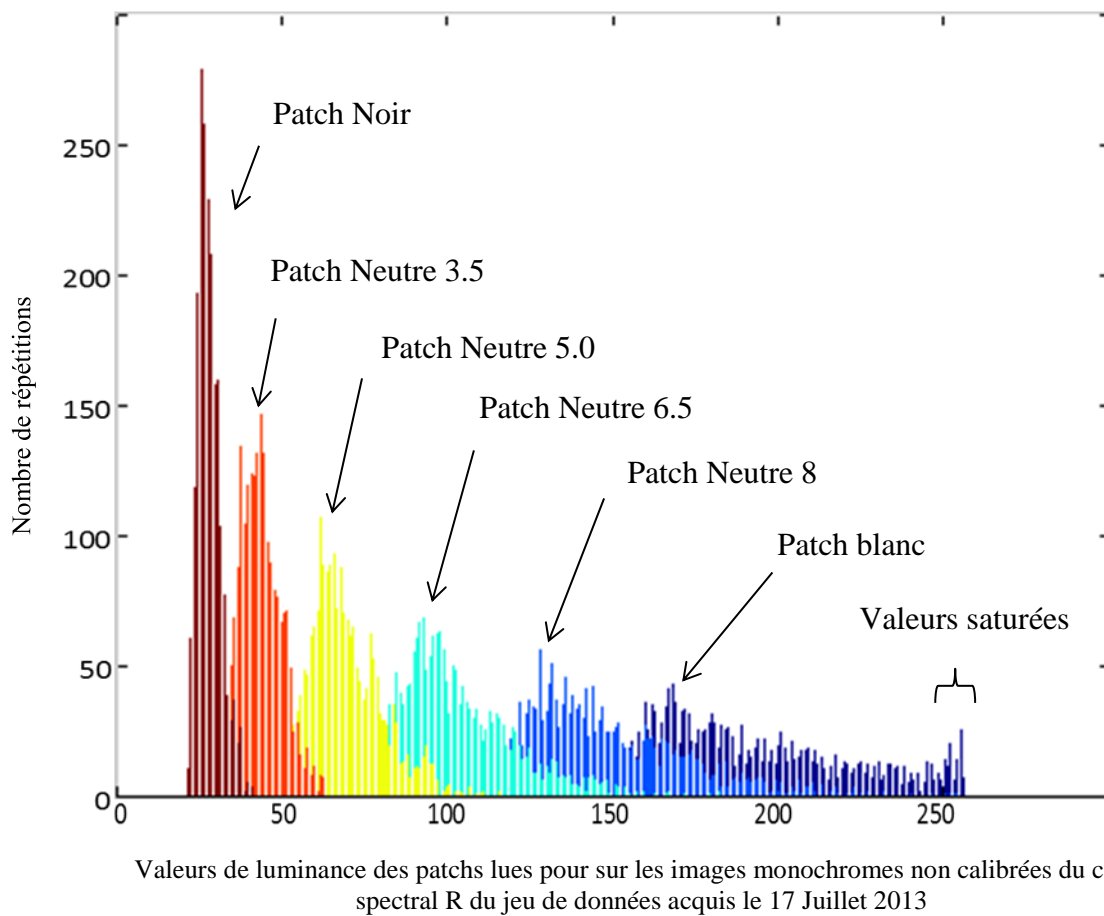 Patch Noir
250
Patch Neutre 3.5
200
Patch Neutre 5.0
Patch Neutre 6.5
150
Patch Neutre 8
100
Patch blanc
Valeurs saturées
50
0
Nombre de répétitions
0 50 100 150 200 250
Valeurs de luminance des patchs lues pour sur les images monochromes non calibrées du c
spectral R du jeu de données acquis le 17 Juillet 2013